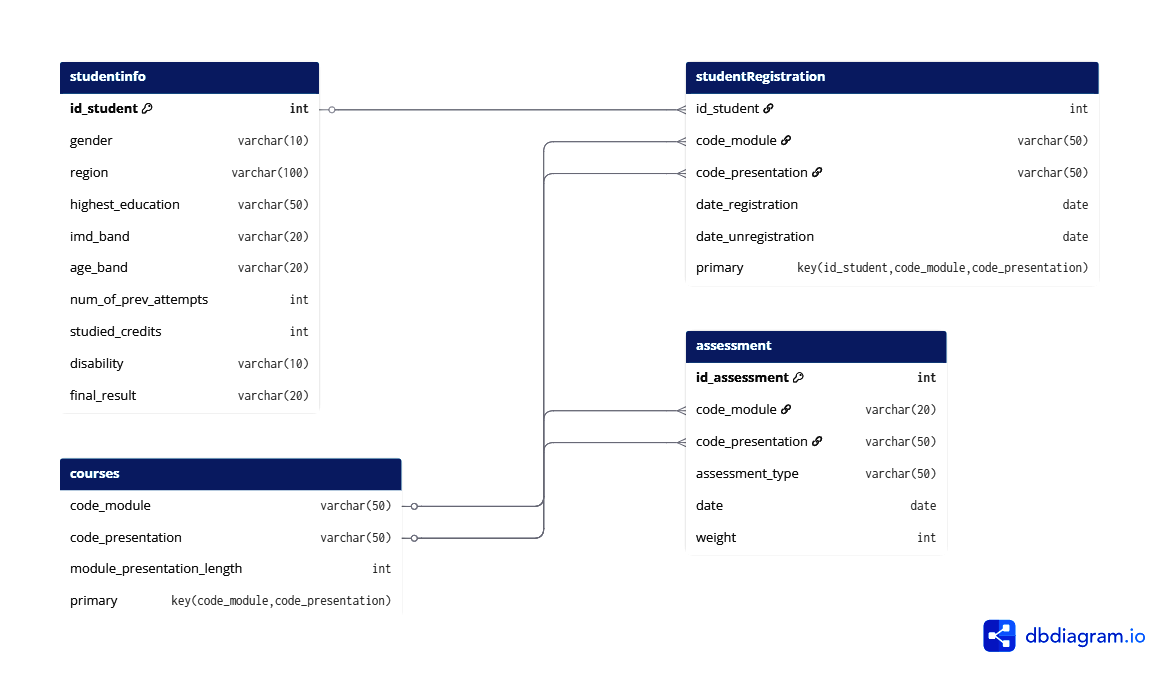 studentinfo
id_student int
gender varchar(10)
region varchar(100)
highest_education varchar(50)
imd_band varchar(20)
age_band varchar(20)
num_of_prev_attempts int
studied_credits int
disability varchar(10)
final_result varchar(20)
courses
code_module varchar(50)
code_presentation varchar(50)
module_presentation_length int
primary key(code_module,code_presentation)
studentRegistration
id_student int
code_module varchar(50)
code_presentation varchar(50)
date_registration date
date_unregistration date
primary key(id_student,code_module,code_presentation)
assessment
id_assessment int
code_module varchar(20)
code_presentation varchar(50)
assessment_type varchar(50)
date date
weight int
dbdiagram.io